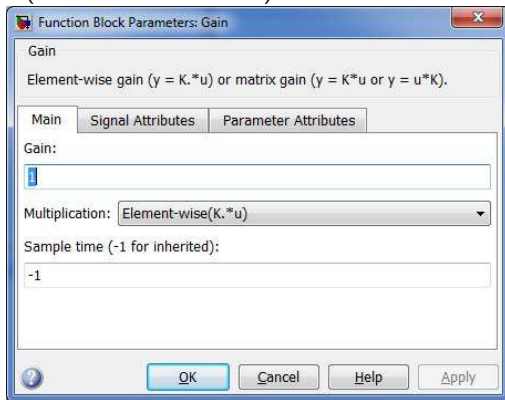 Function Block Parameters: Gain
Gain
Element-wise gain (y = K.*u) or matrix gain (y = K*u or y = u*K).
Main Signal Attributes Parameter Attributes
Gain:
1
Multiplication: Element-wise(K.*u)
Sample time (-1 for inherited):
-1
OK Cancel Help Apply